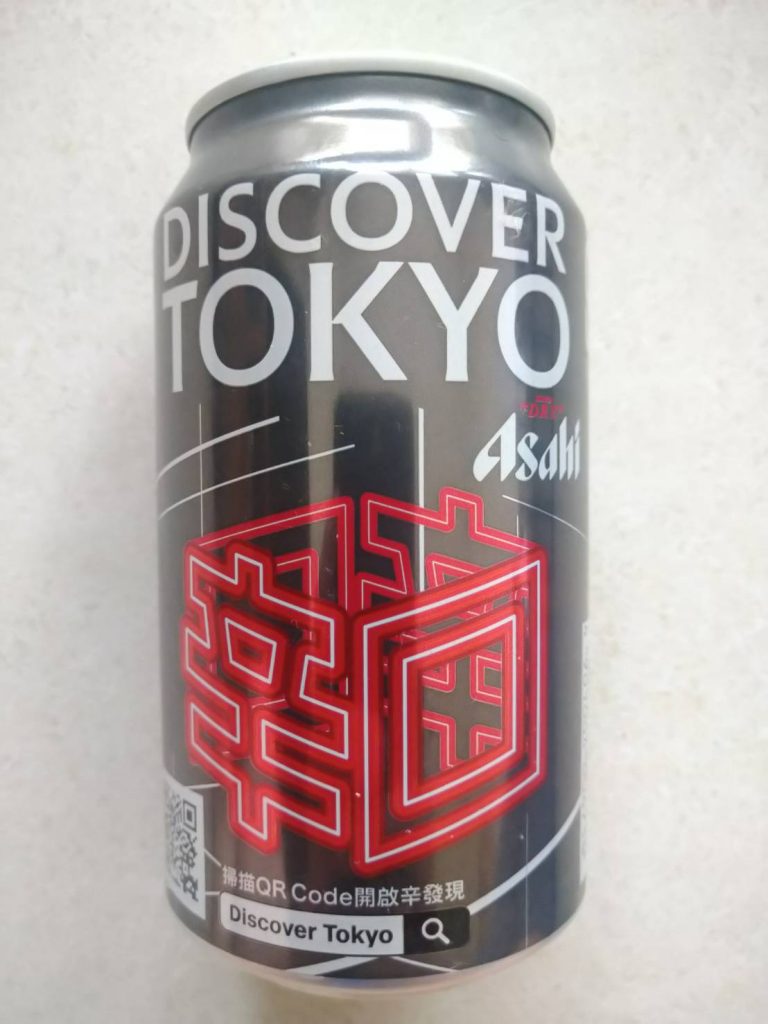 DISCOVER
TOKYO
DRY
Asahi
辛口
掃描QR Code開啟辛發現
Discover Tokyo